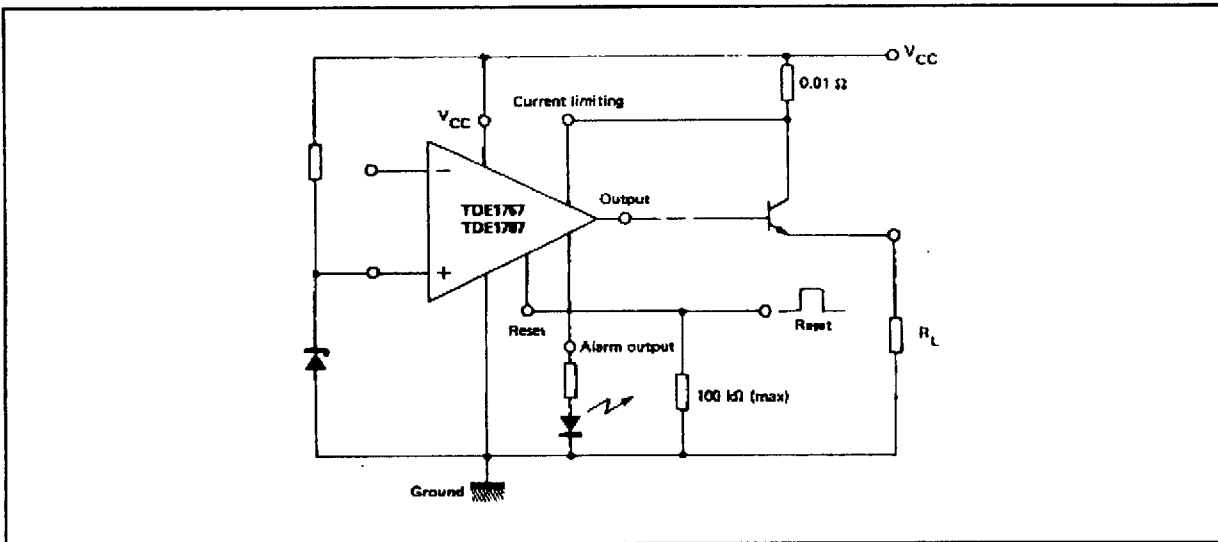 V_CC
0.01 Ω
Current limiting
V_CC
−
TDE1767
TDE1787
Output
+
Reset
Reset
Alarm output
R_L
100 kΩ (max)
Ground